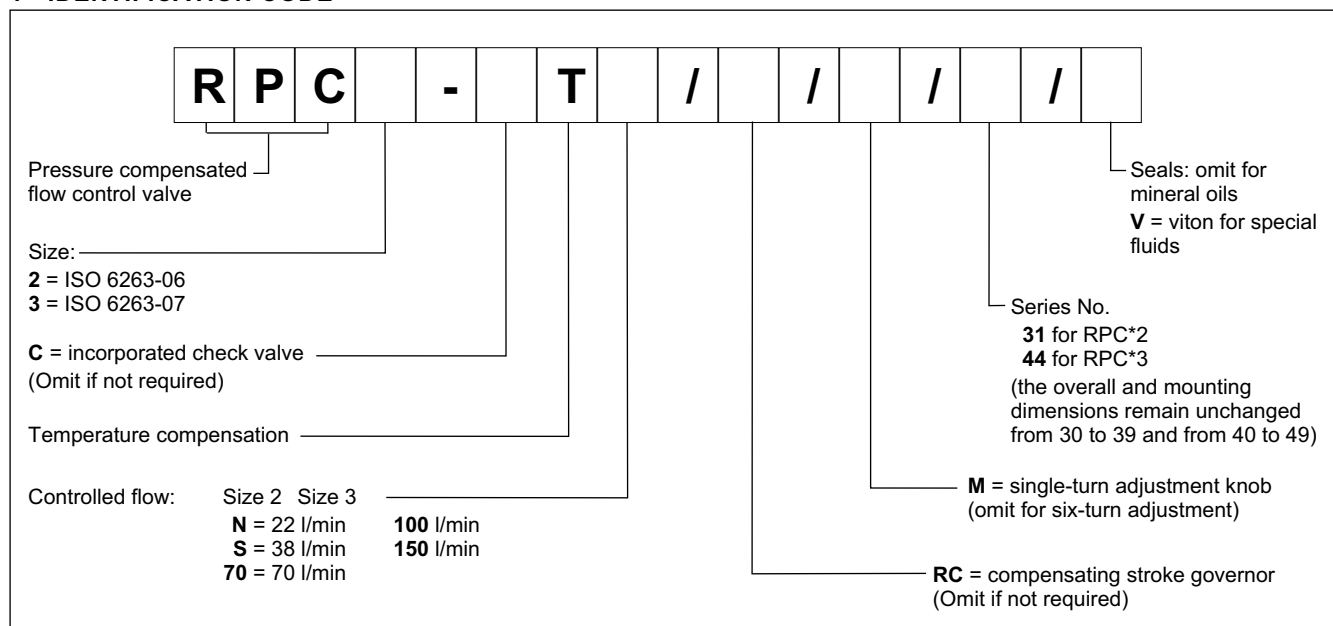 R P C - T / / / /
Pressure compensated
flow control valve
Size:
2 = ISO 6263-06
3 = ISO 6263-07
C = incorporated check valve
(Omit if not required)
Temperature compensation
Controlled flow: Size 2 Size 3
N = 22 l/min 100 l/min
S = 38 l/min 150 l/min
70 = 70 l/min
Seals: omit for
mineral oils
V = viton for special
fluids
Series No.
31 for RPC*2
44 for RPC*3
(the overall and mounting
dimensions remain unchanged
from 30 to 39 and from 40 to 49)
M = single-turn adjustment knob
(omit for six-turn adjustment)
RC = compensating stroke governor
(Omit if not required)